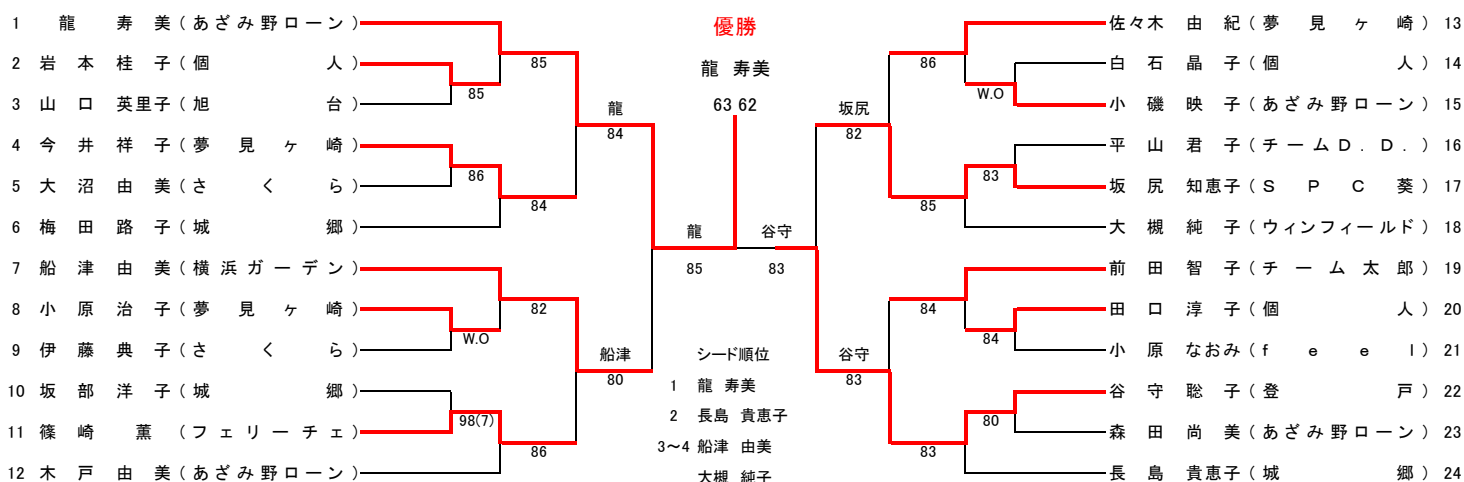 1 龍 寿 美 (あざみ野ローン)
2 岩 本 桂 子 (個 人)
3 山 口 英里子 (旭 台)
4 今 井 祥 子 (夢 見 ヶ 崎)
5 大 沼 由 美 (さ く ら)
6 梅 田 路 子 (城 郷)
7 船 津 由 美 (横浜ガーデン)
8 小 原 治 子 (夢 見 ヶ 崎)
9 伊 藤 典 子 (さ く ら)
10 坂 部 洋 子 (城 郷)
11 篠 崎 薫 (フェリーチェ)
12 木 戸 由 美 (あざみ野ローン)
85
85
86
84
龍
84
82
W.O
98(7)
86
船津
80
龍
85
優勝
龍 寿美
63 62
谷守
83
シード順位
1 龍 寿美
2 長島 貴恵子
3~4 船津 由美
大槻 純子
坂尻
82
86
W.O
83
85
谷守
83
84
84
80
83
佐々木 由 紀 (夢 見 ヶ 崎) 13
白 石 晶 子 (個 人) 14
小 磯 映 子 (あざみ野ローン) 15
平 山 君 子 (チームD.D.) 16
坂 尻 知恵子 (S P C 葵) 17
大 槻 純 子 (ウィンフィールド) 18
前 田 智 子 (チーム太郎) 19
田 口 淳 子 (個 人) 20
小 原 なおみ (f e e l) 21
谷 守 聡 子 (登 戸) 22
森 田 尚 美 (あざみ野ローン) 23
長 島 貴恵子 (城 郷) 24